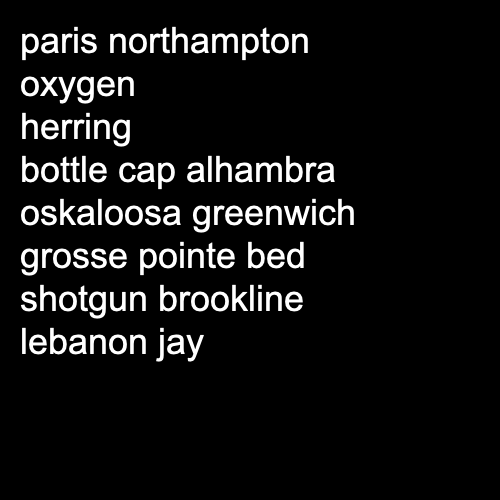 paris northampton
oxygen
herring
bottle cap alhambra
oskaloosa greenwich
grosse pointe bed
shotgun brookline
lebanon jay